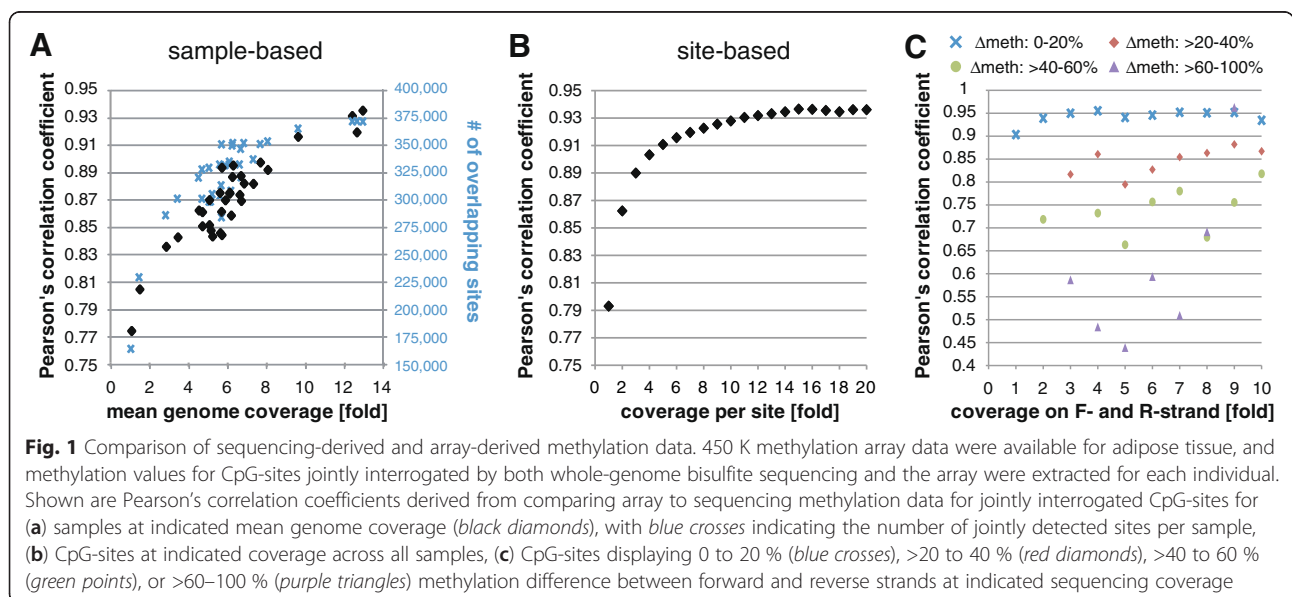 A
sample-based
Pearson's correlation coefficient
0.95
0.93
0.91
0.89
0.87
0.85
0.83
0.81
0.79
0.77
0.75
400,000
375,000
350,000
325,000
300,000
275,000
250,000
225,000
200,000
175,000
150,000
# of overlapping sites
0 2 4 6 8 10 12 14
mean genome coverage [fold]
B
site-based
Pearson's correlation coefficient
0.95
0.93
0.91
0.89
0.87
0.85
0.83
0.81
0.79
0.77
0.75
0 2 4 6 8 10 12 14 16 18 20
coverage per site [fold]
C
Δmeth: 0-20%
Δmeth: >20-40%
Δmeth: >40-60%
Δmeth: >60-100%
Pearson's correlation coefficient
1
0.95
0.9
0.85
0.8
0.75
0.7
0.65
0.6
0.55
0.5
0.45
0.4
0 1 2 3 4 5 6 7 8 9 10
coverage on F- and R-strand [fold]
Fig. 1 Comparison of sequencing-derived and array-derived methylation data. 450 K methylation array data were available for adipose tissue, and
methylation values for CpG-sites jointly interrogated by both whole-genome bisulfite sequencing and the array were extracted for each individual.
Shown are Pearson's correlation coefficients derived from comparing array to sequencing methylation data for jointly interrogated CpG-sites for
(a) samples at indicated mean genome coverage (black diamonds), with blue crosses indicating the number of jointly detected sites per sample,
(b) CpG-sites at indicated coverage across all samples, (c) CpG-sites displaying 0 to 20 % (blue crosses), >20 to 40 % (red diamonds), >40 to 60 %
(green points), or >60–100 % (purple triangles) methylation difference between forward and reverse strands at indicated sequencing coverage